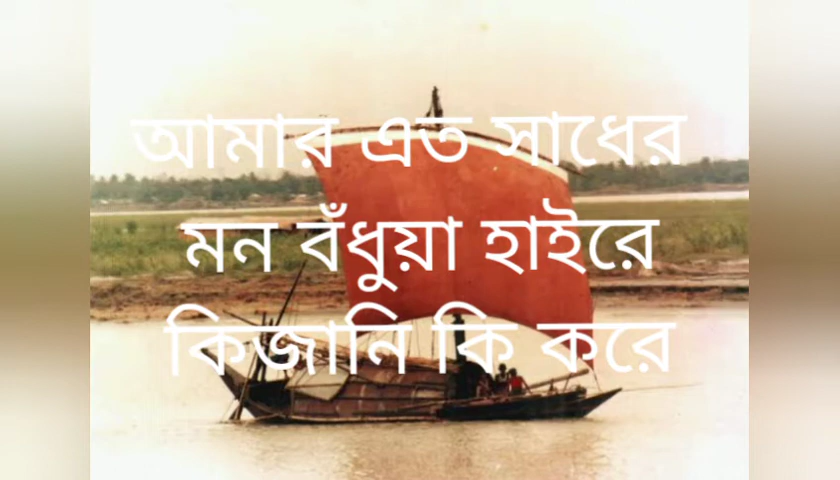 আমার এত সাধের
মন বঁধুয়া হাইরে
কিজানি কি করে